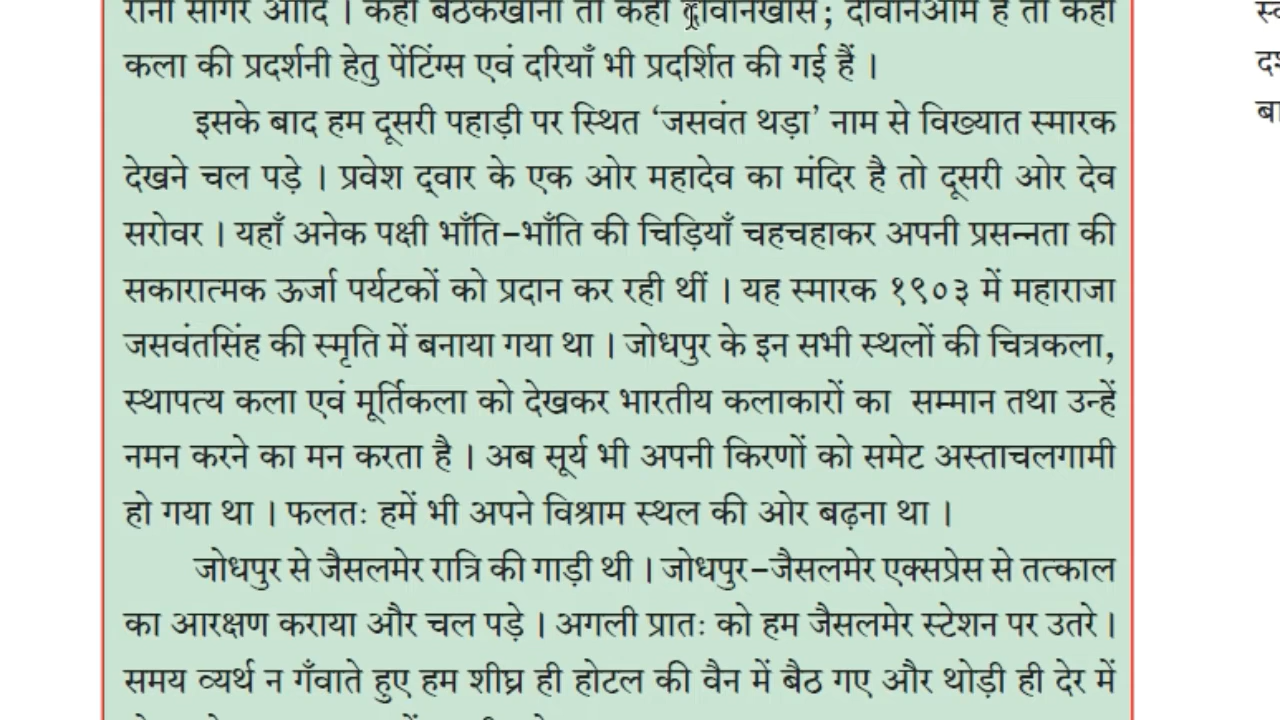 रानी सागर आदि । कहीं बैठकखाना तो कहीं दीवानखास; दीवानआम है तो कहीं
कला की प्रदर्शनी हेतु पेंटिंग्स एवं दरियाँ भी प्रदर्शित की गई हैं ।
इसके बाद हम दूसरी पहाड़ी पर स्थित ‘जसवंत थड़ा’ नाम से विख्यात स्मारक
देखने चल पड़े । प्रवेश द्‌वार के एक ओर महादेव का मंदिर है तो दूसरी ओर देव
सरोवर । यहाँ अनेक पक्षी भाँति-भाँति की चिड़ियाँ चहचहाकर अपनी प्रसन्नता की
सकारात्मक ऊर्जा पर्यटकों को प्रदान कर रही थीं । यह स्मारक १९०३ में महाराजा
जसवंतसिंह की स्मृति में बनाया गया था । जोधपुर के इन सभी स्थलों की चित्रकला,
स्थापत्य कला एवं मूर्तिकला को देखकर भारतीय कलाकारों का सम्मान तथा उन्हें
नमन करने का मन करता है । अब सूर्य भी अपनी किरणों को समेट अस्ताचलगामी
हो गया था । फलतः हमें भी अपने विश्राम स्थल की ओर बढ़ना था ।
जोधपुर से जैसलमेर रात्रि की गाड़ी थी । जोधपुर-जैसलमेर एक्सप्रेस से तत्काल
का आरक्षण कराया और चल पड़े । अगली प्रातः को हम जैसलमेर स्टेशन पर उतरे ।
समय व्यर्थ न गँवाते हुए हम शीघ्र ही होटल की वैन में बैठ गए और थोड़ी ही देर में